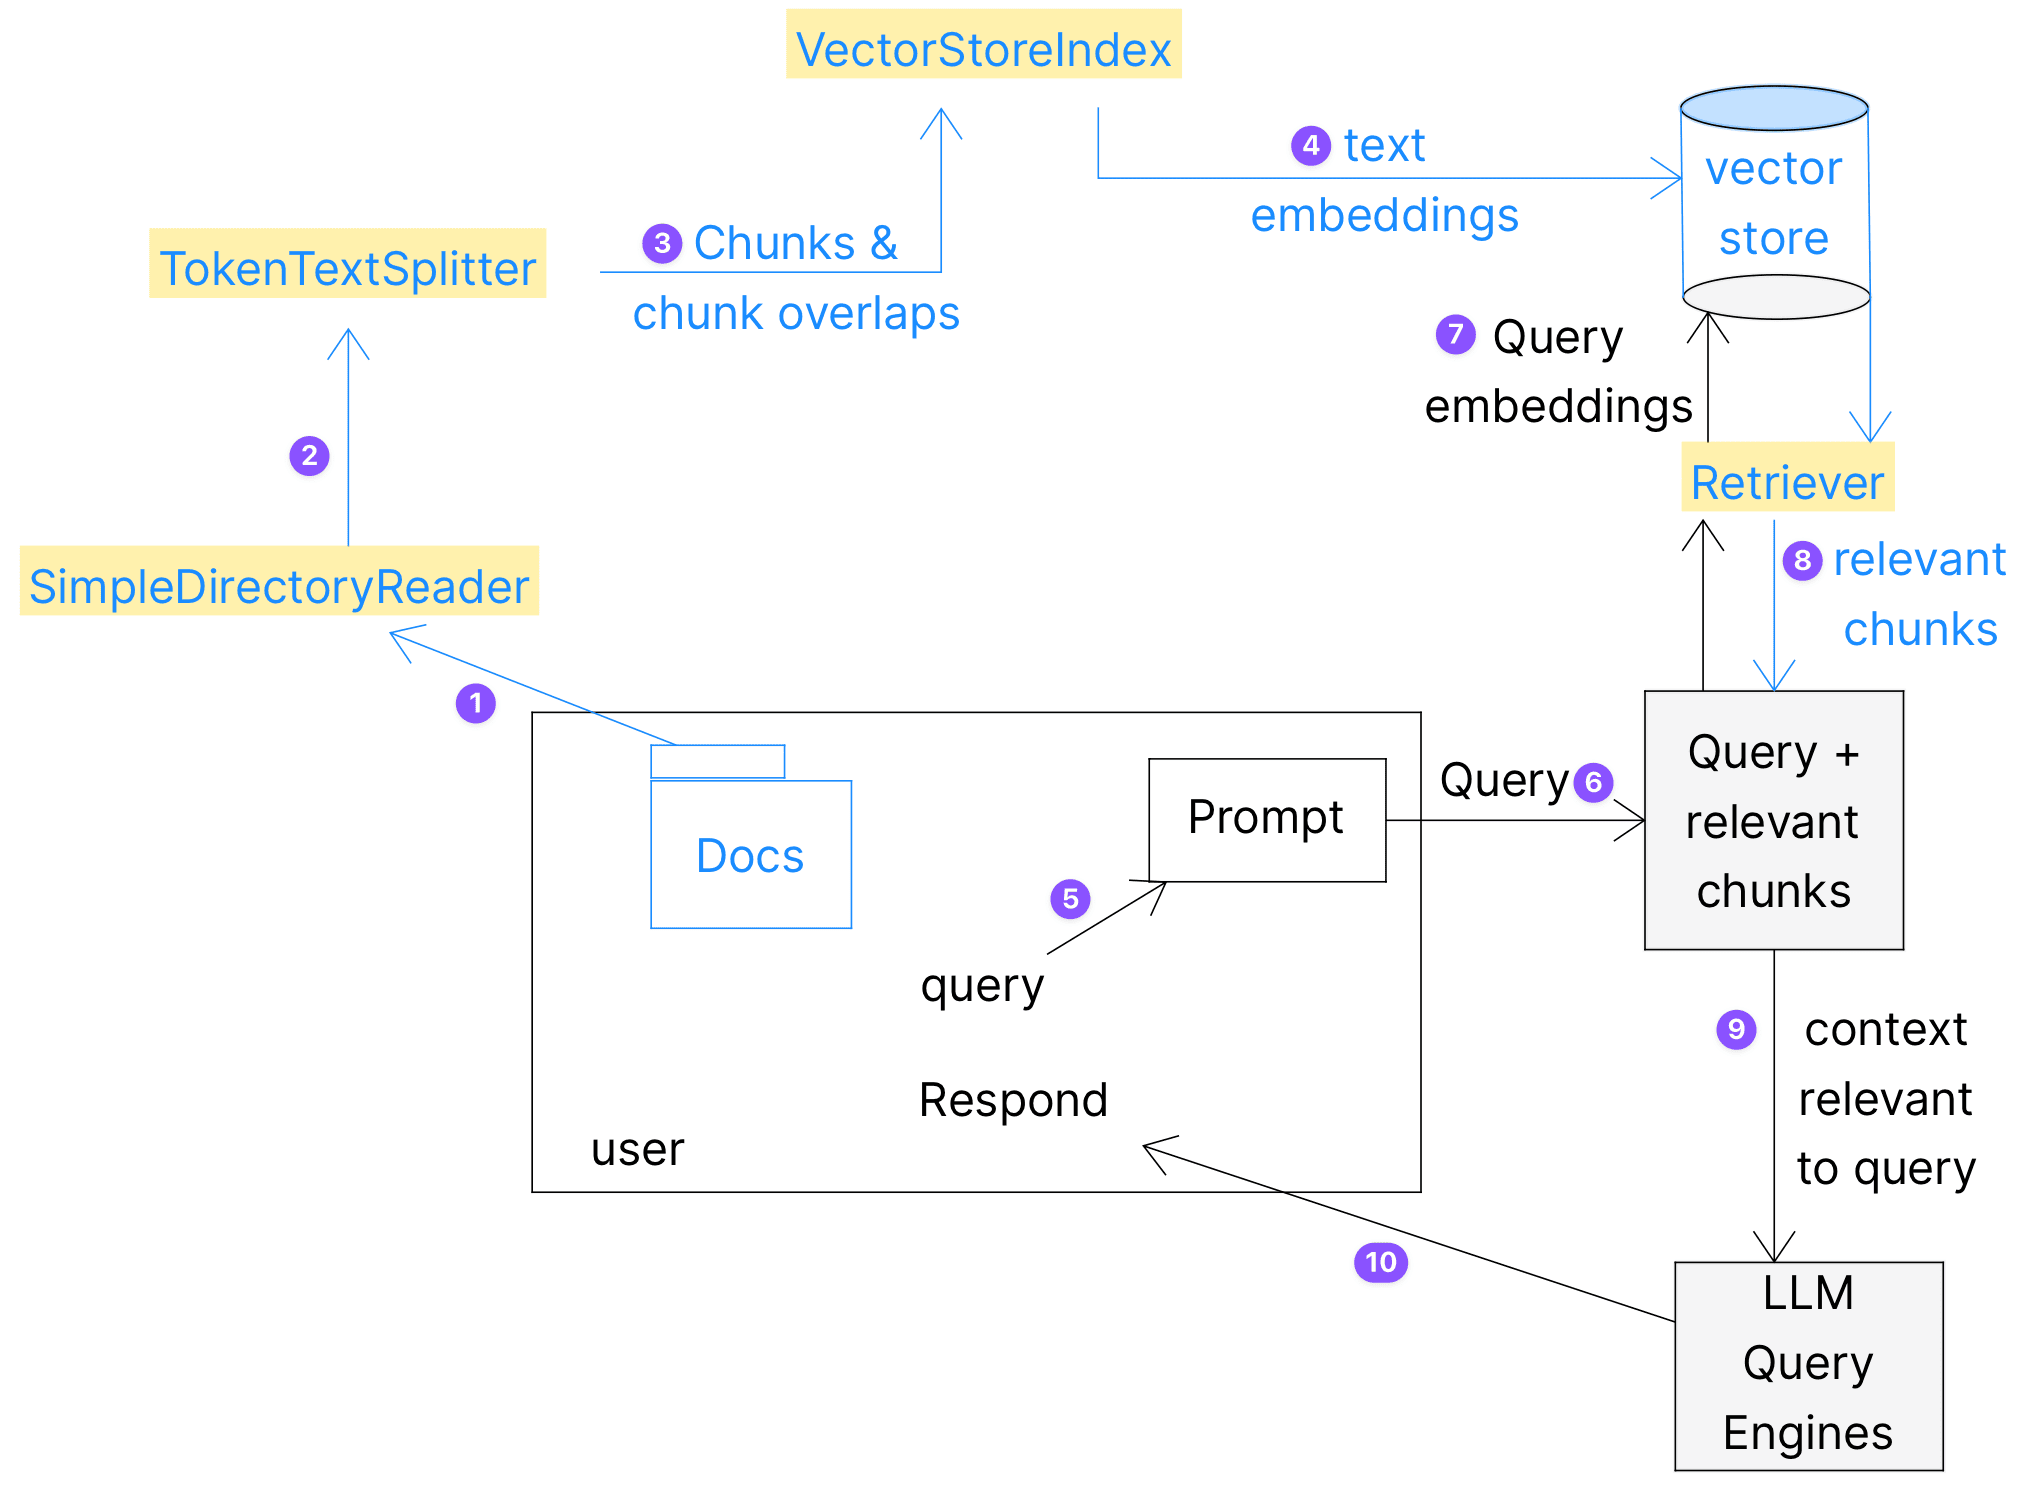 VectorStoreIndex
4 text
embeddings
vector
store
3 Chunks &
chunk overlaps
TokenTextSplitter
7 Query
embeddings
2
Retriever
SimpleDirectoryReader
8 relevant
chunks
1
Docs
Prompt
Query 6
Query +
relevant
chunks
5
query
Respond
user
9 context
relevant
to query
10
LLM
Query
Engines